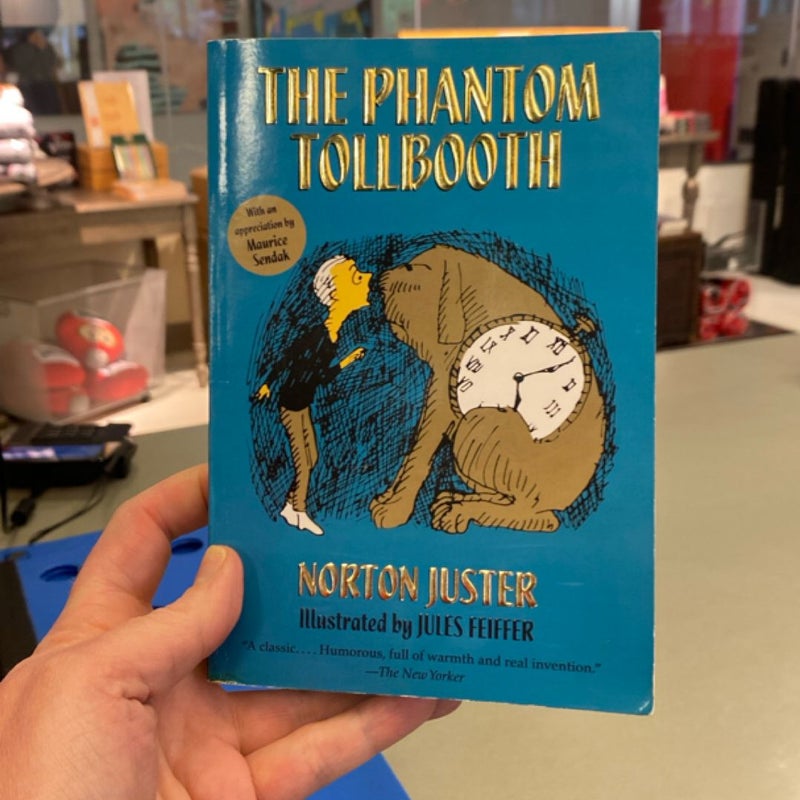 THE PHANTOM
TOLLBOOTH
With an
appreciation by
Maurice
Sendak
NORTON JUSTER
Illustrated by JULES FEIFFER
"A classic.... Humorous, full of warmth and real invention."
—The New Yorker